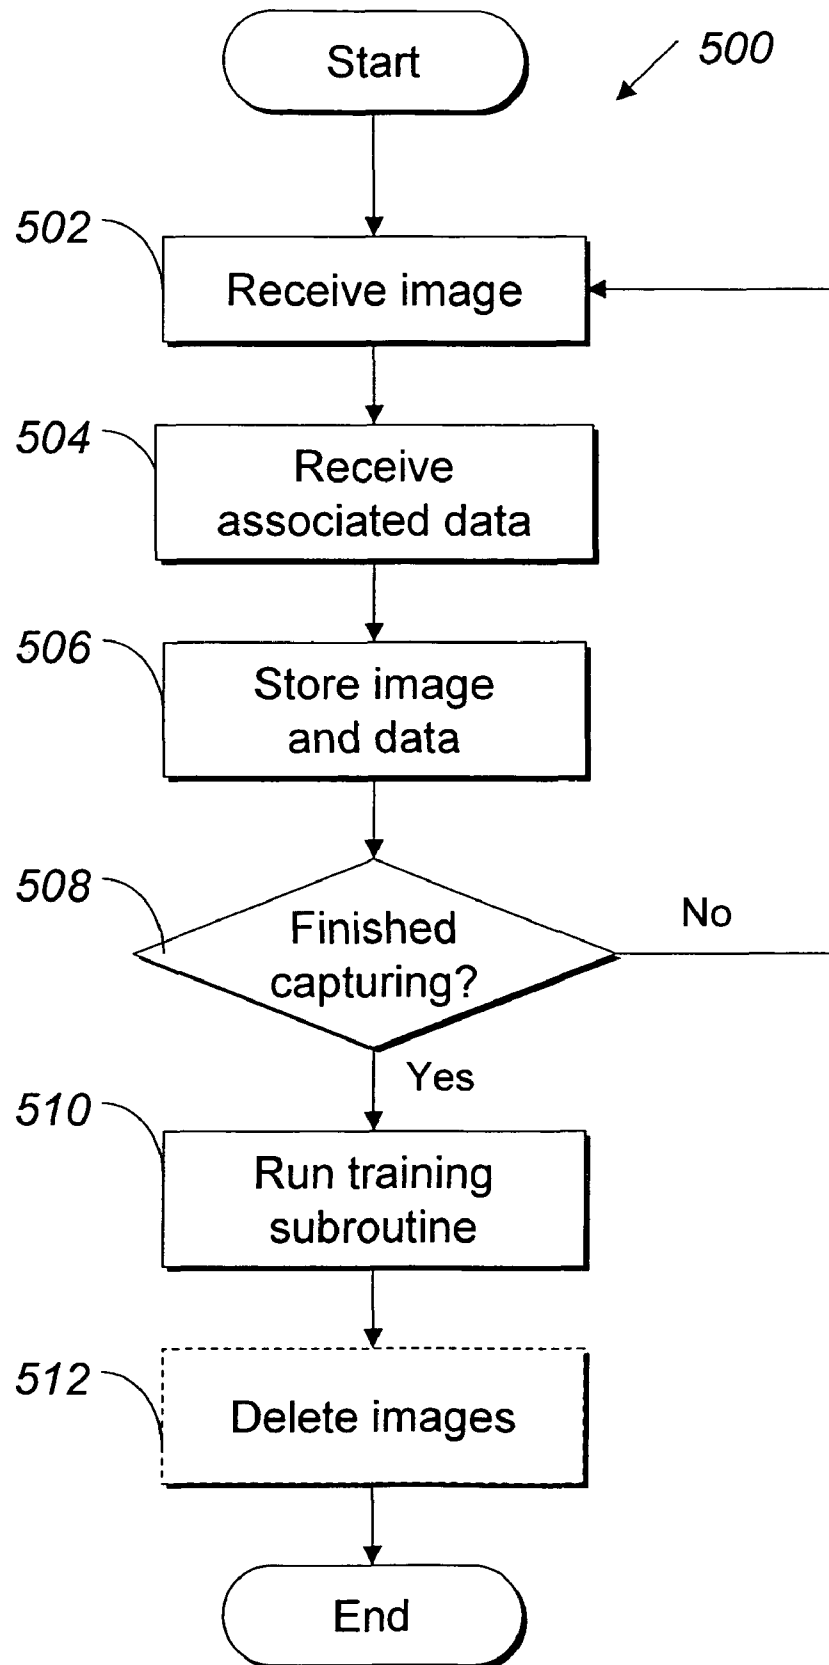 Start
500
502
Receive image
504
Receive
associated data
506
Store image
and data
508
Finished
capturing?
No
Yes
510
Run training
subroutine
512
Delete images
End